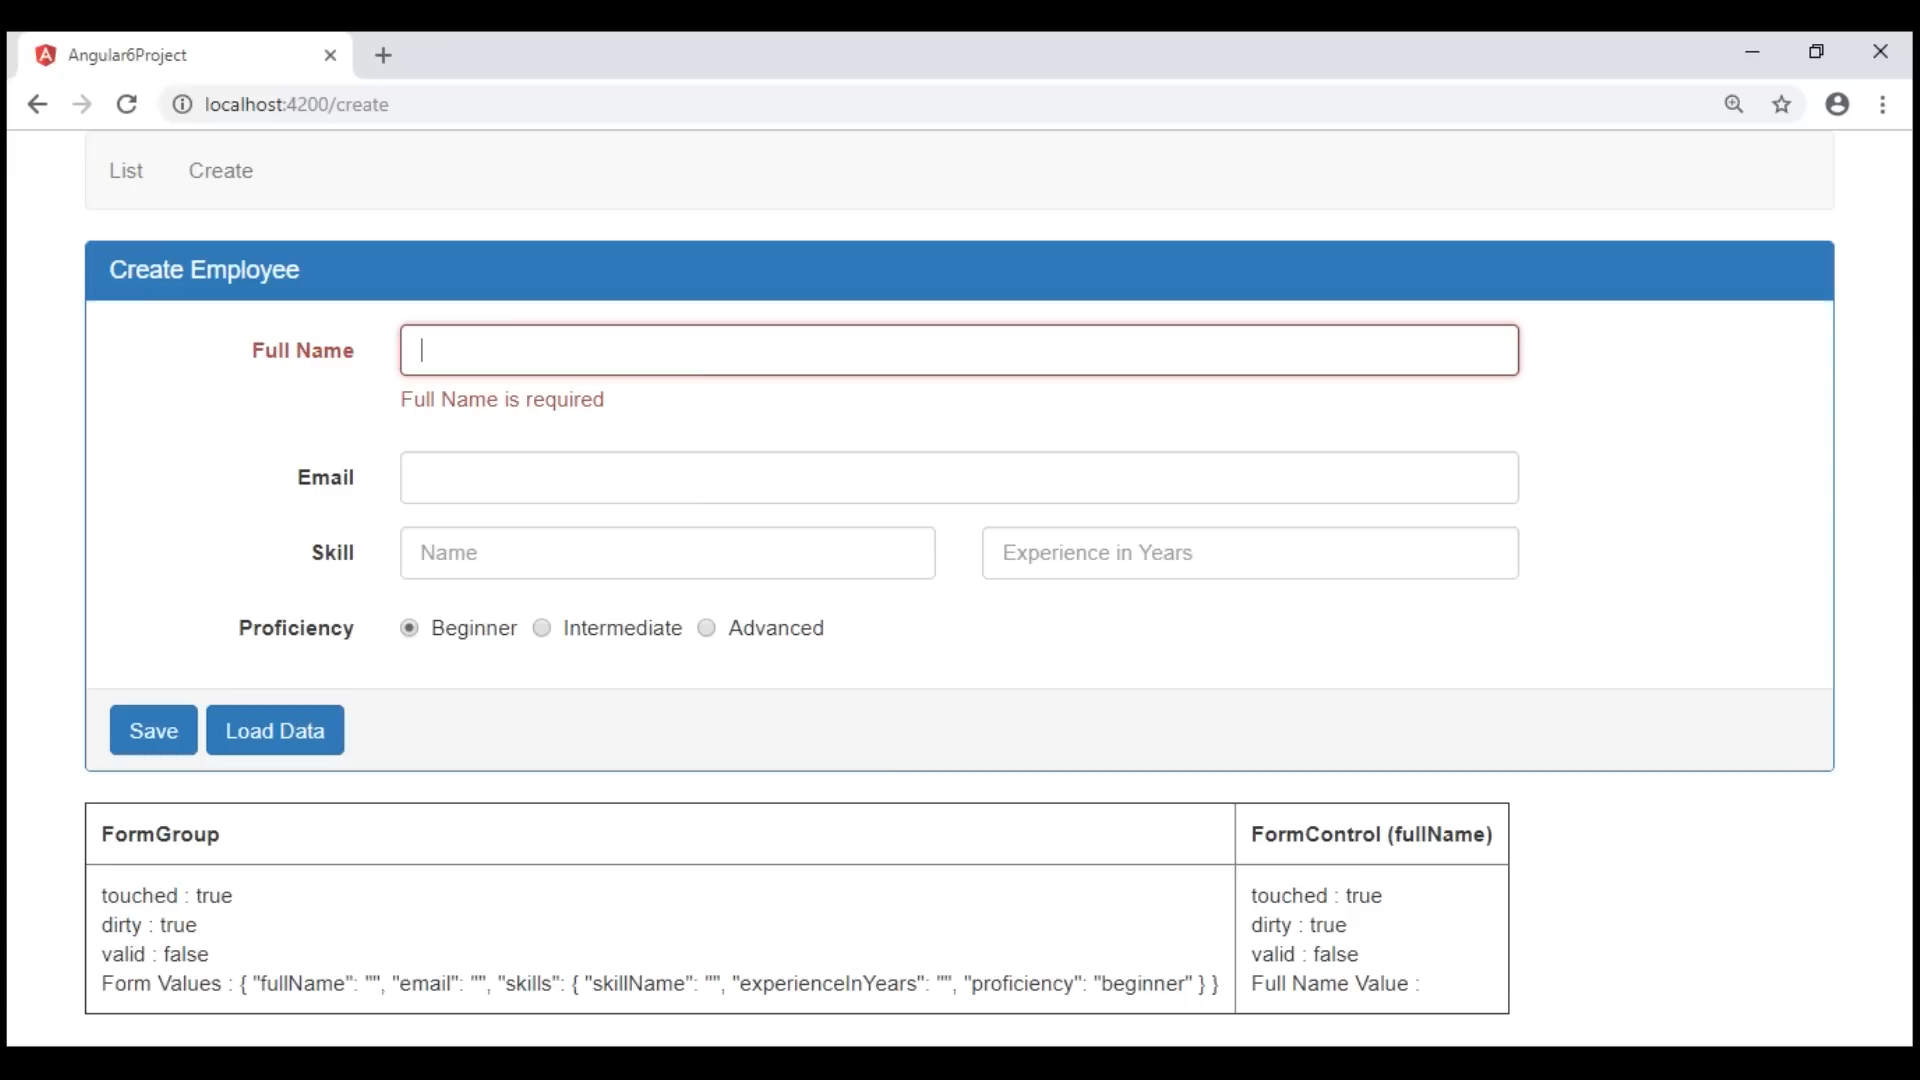 Angular6Project
localhost:4200/create
List Create
Create Employee
Full Name
Full Name is required
Email
Skill Name Experience in Years
Proficiency Beginner Intermediate Advanced
Save Load Data
FormGroup FormControl (fullName)
touched : true touched : true
dirty : true dirty : true
valid : false valid : false
Form Values : { "fullName": "", "email": "", "skills": { "skillName": "", "experienceInYears": "", "proficiency": "beginner" } } Full Name Value :